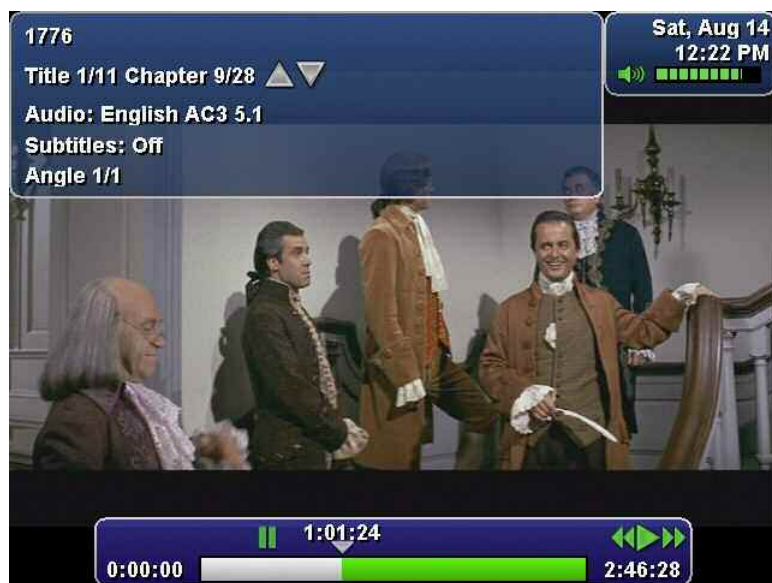 1776
Title 1/11 Chapter 9/28
Audio: English AC3 5.1
Subtitles: Off
Angle 1/1
Sat, Aug 14
12:22 PM
1:01:24
0:00:00
2:46:28